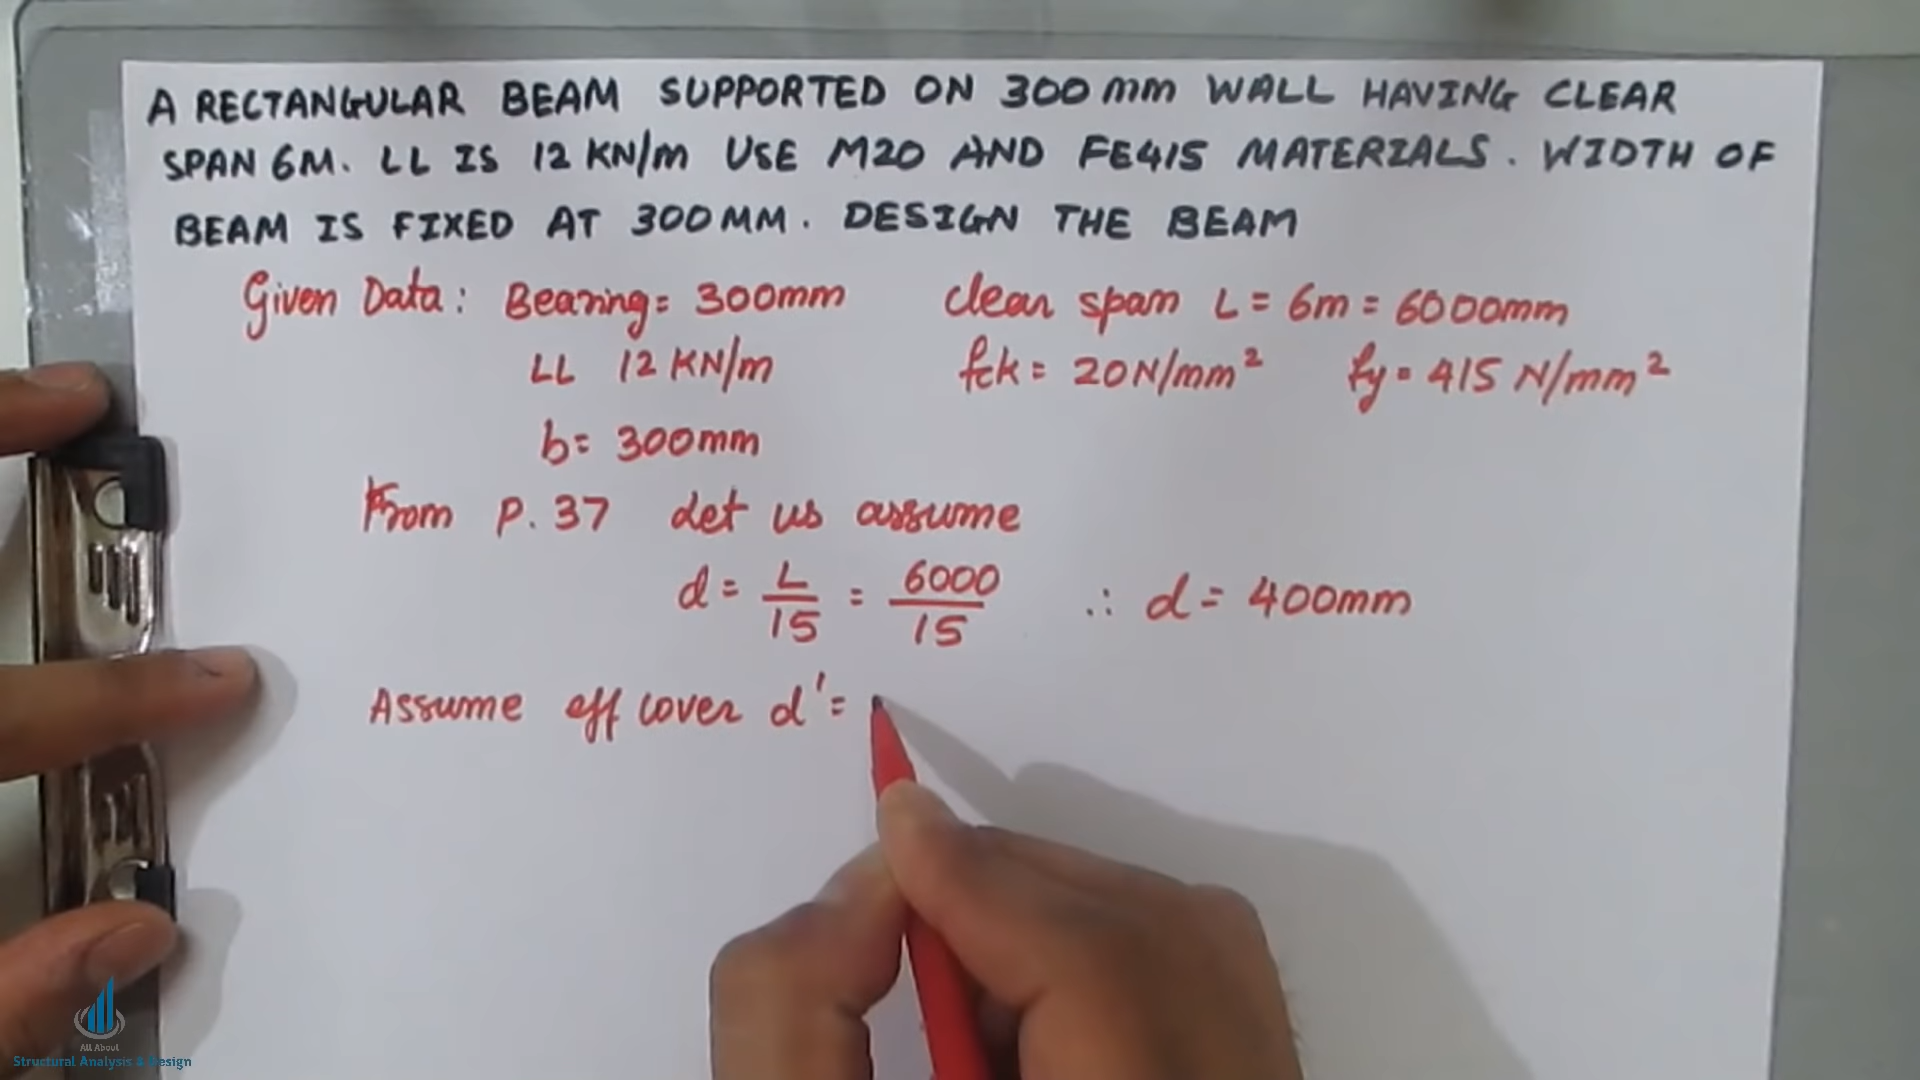 A RECTANGULAR BEAM SUPPORTED ON 300 mm WALL HAVING CLEAR
SPAN 6M. LL IS 12 KN/m USE M20 AND FE415 MATERIALS. WIDTH OF
BEAM IS FIXED AT 300MM. DESIGN THE BEAM
Given Data: Bearing = 300mm clear span L = 6m = 6000mm
LL 12 KN/m fck = 20N/mm² fy = 415 N/mm²
b = 300mm
From P. 37 Let us assume
d = L/15 = 6000/15 ∴ d = 400mm
Assume eff cover d' =
All About
Structural Analysis & Design